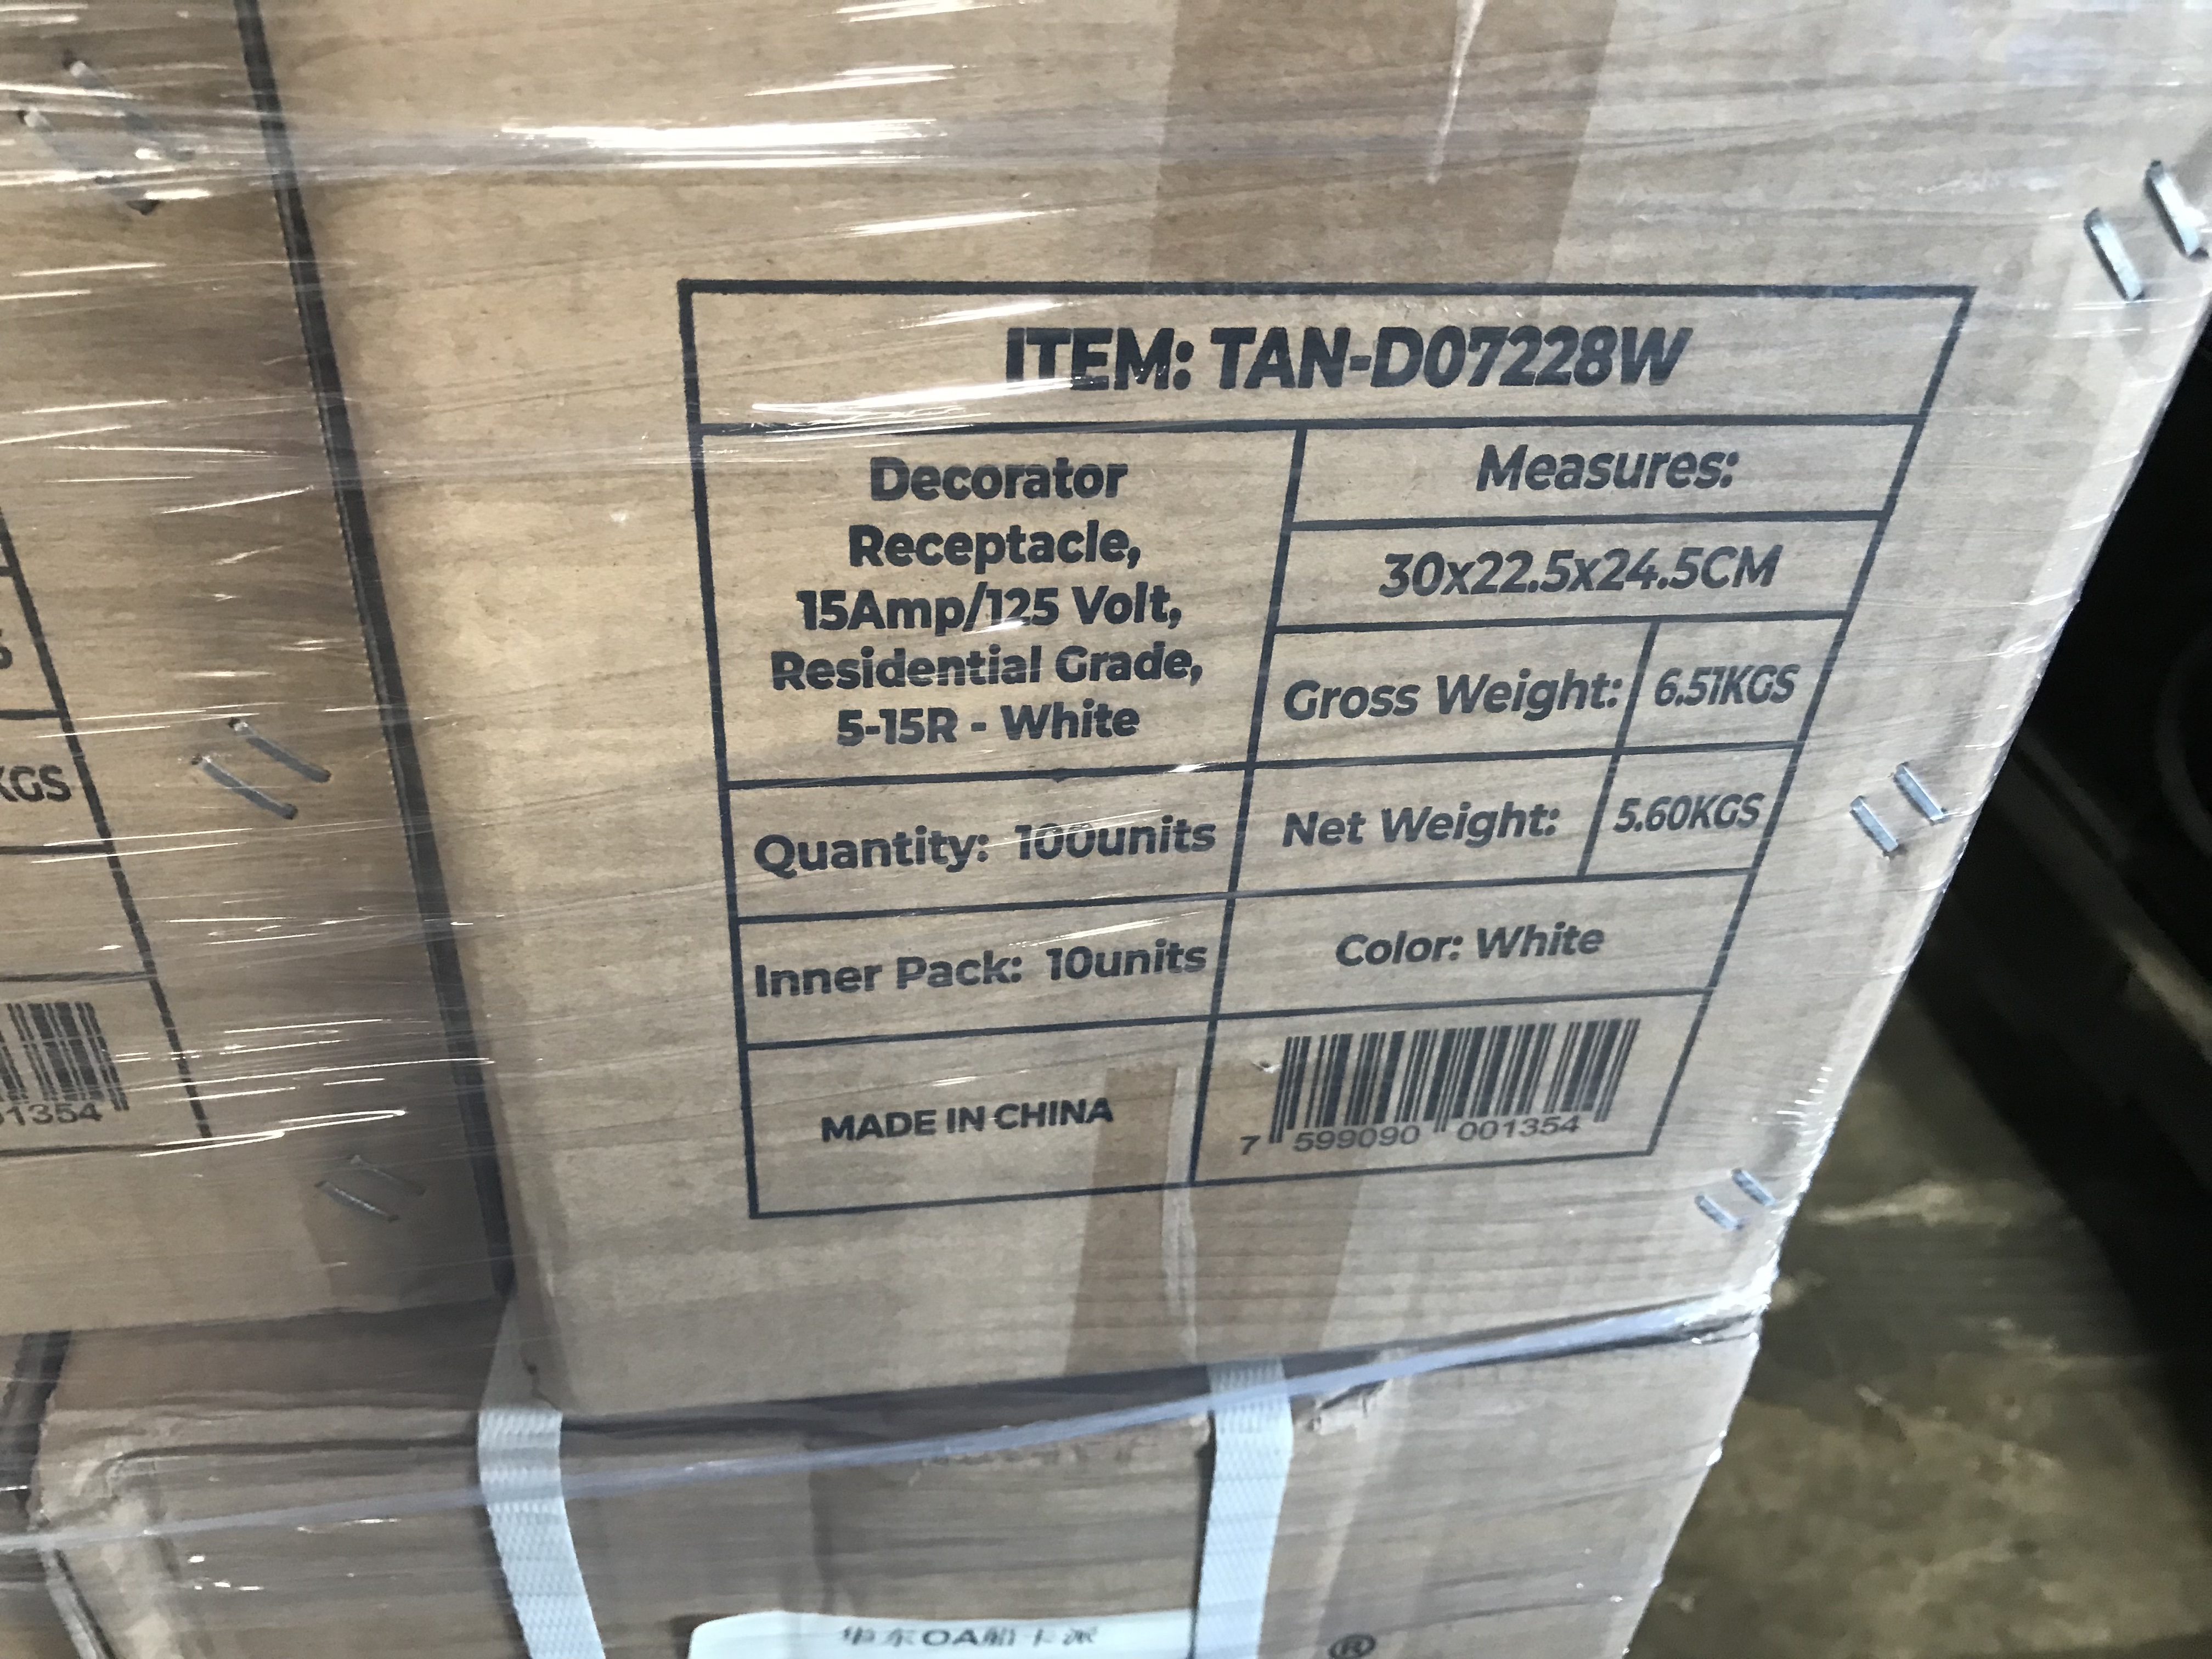 ITEM: TAN-D07228W
Decorator
Receptacle,
15Amp/125 Volt,
Residential Grade,
5-15R - White
Measures:
30x22.5x24.5CM
Gross Weight: 6.51KGS
Quantity: 100units
Net Weight: 5.60KGS
Inner Pack: 10units
Color: White
MADE IN CHINA
7 599090 001354
KGS
1354
®